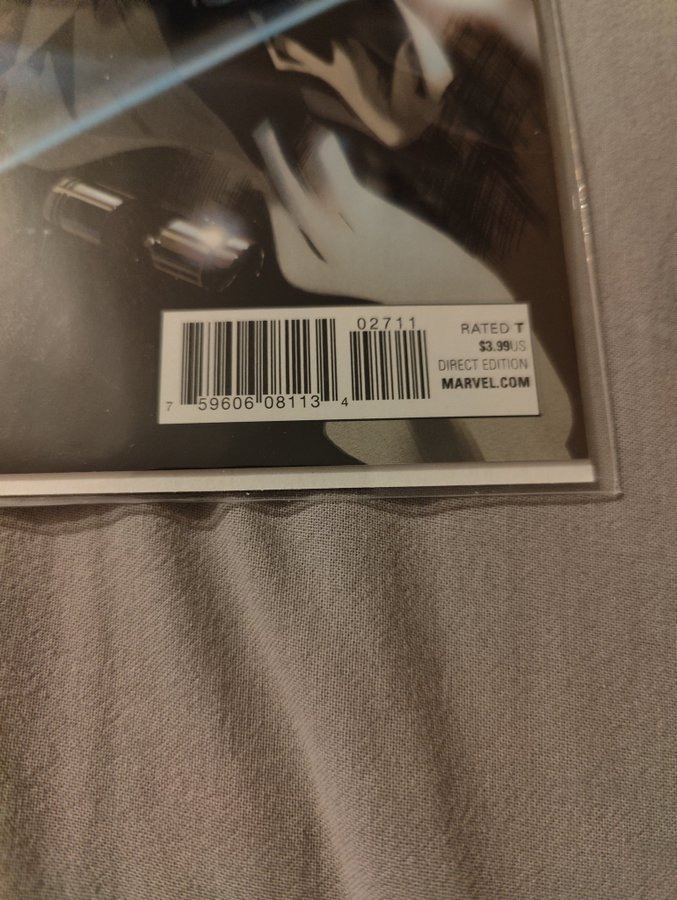 02711
7 59606 08113 4
RATED T
$3.99US
DIRECT EDITION
MARVEL.COM